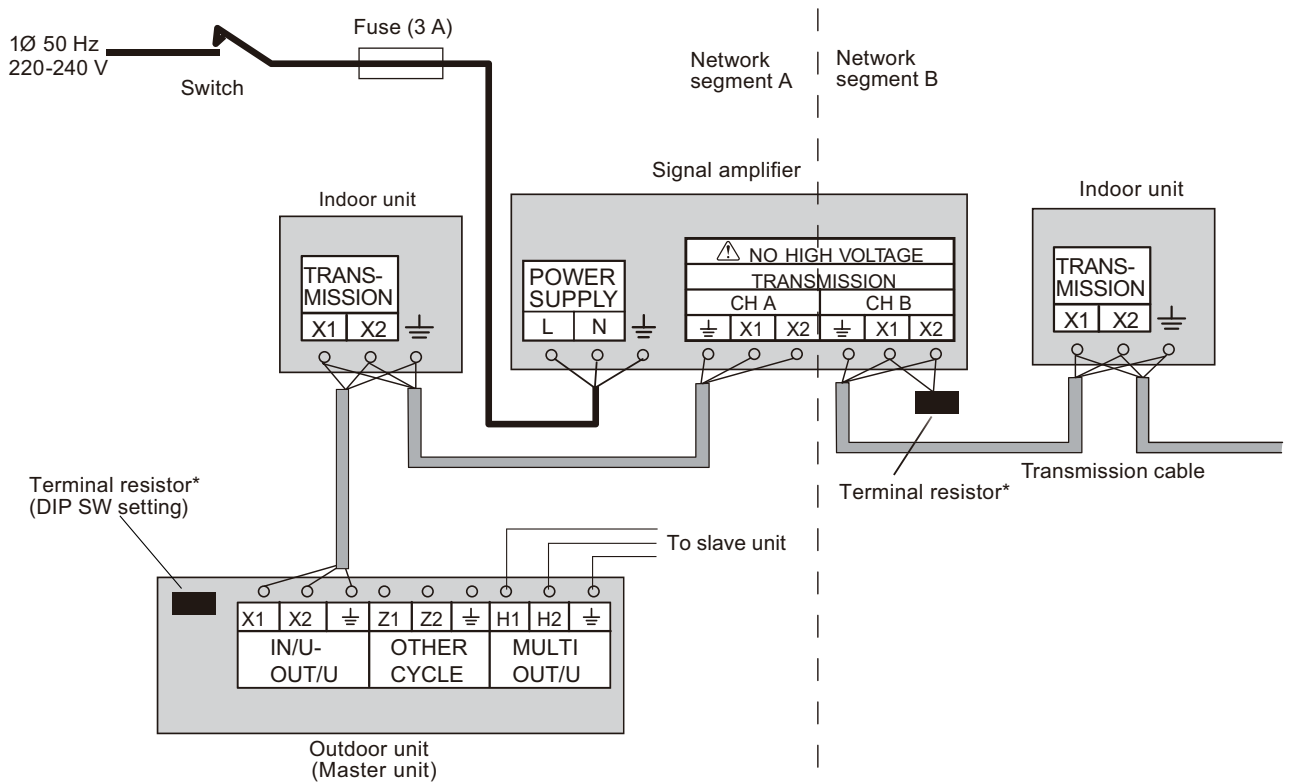 1Ø 50 Hz
220-240 V
Switch
Fuse (3 A)
Network
segment A
Network
segment B
Signal amplifier
Indoor unit
TRANS-
MISSION
X1 X2
POWER
SUPPLY
L N
NO HIGH VOLTAGE
TRANSMISSION
CH A CH B
X1 X2 X1 X2
Indoor unit
TRANS-
MISSION
X1 X2
Terminal resistor*
(DIP SW setting)
Terminal resistor*
Transmission cable
To slave unit
X1 X2 Z1 Z2 H1 H2
IN/U-
OUT/U
OTHER
CYCLE
MULTI
OUT/U
Outdoor unit
(Master unit)